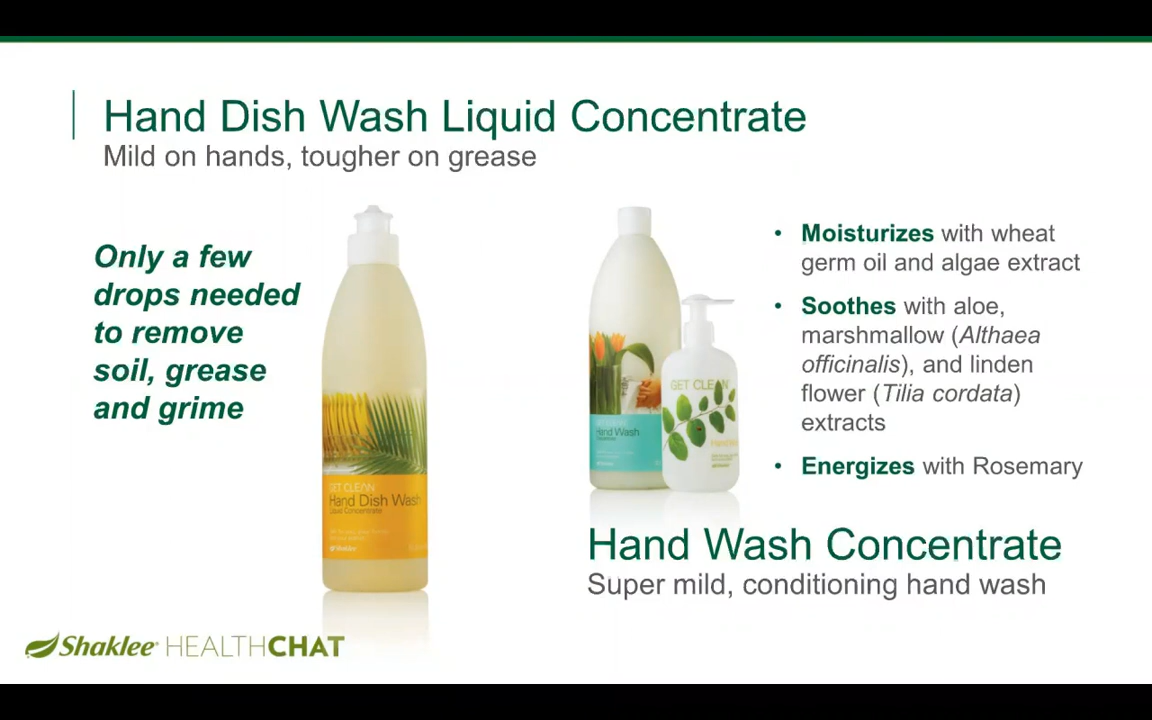 Hand Dish Wash Liquid Concentrate
Mild on hands, tougher on grease
Only a few
drops needed
to remove
soil, grease
and grime
GET CLEAN
Hand Dish Wash
Liquid Concentrate
Shaklee
Hand Wash
Concentrate
GET CLEAN
• Moisturizes with wheat
germ oil and algae extract
• Soothes with aloe,
marshmallow (Althaea
officinalis), and linden
flower (Tilia cordata)
extracts
• Energizes with Rosemary
Hand Wash Concentrate
Super mild, conditioning hand wash
Shaklee HEALTHCHAT